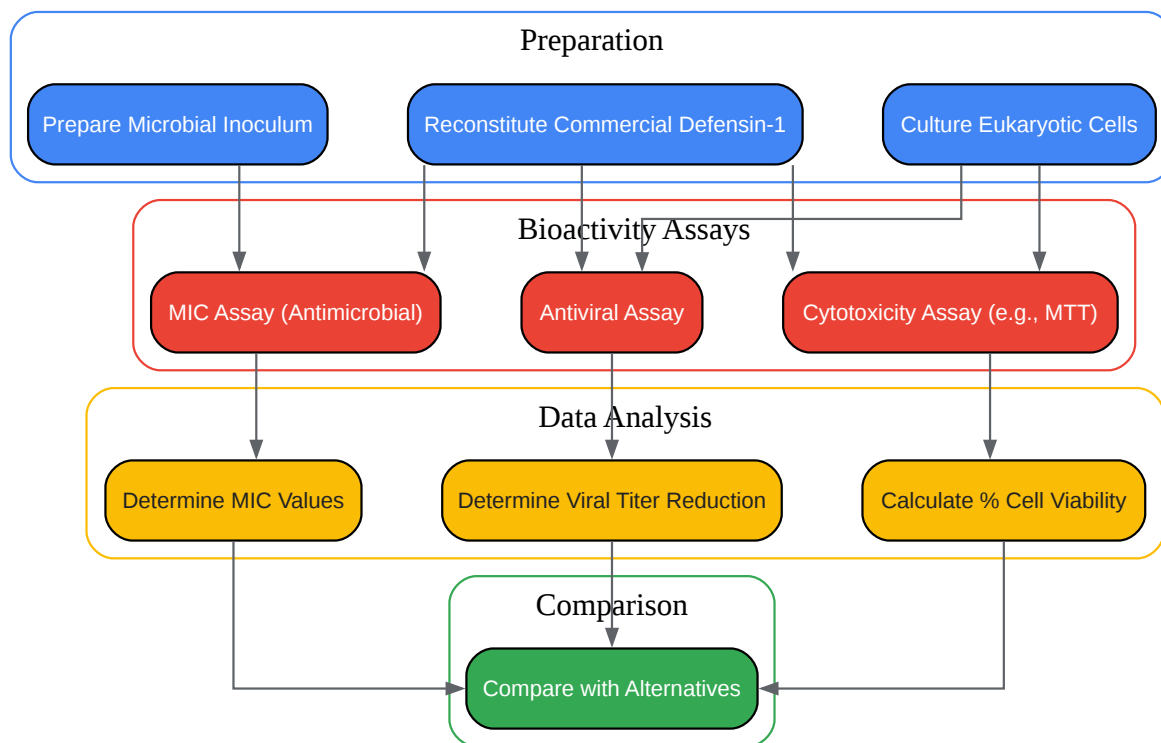 Preparation
Prepare Microbial Inoculum
Reconstitute Commercial Defensin-1
Culture Eukaryotic Cells
Bioactivity Assays
MIC Assay (Antimicrobial)
Antiviral Assay
Cytotoxicity Assay (e.g., MTT)
Data Analysis
Determine MIC Values
Determine Viral Titer Reduction
Calculate % Cell Viability
Comparison
Compare with Alternatives